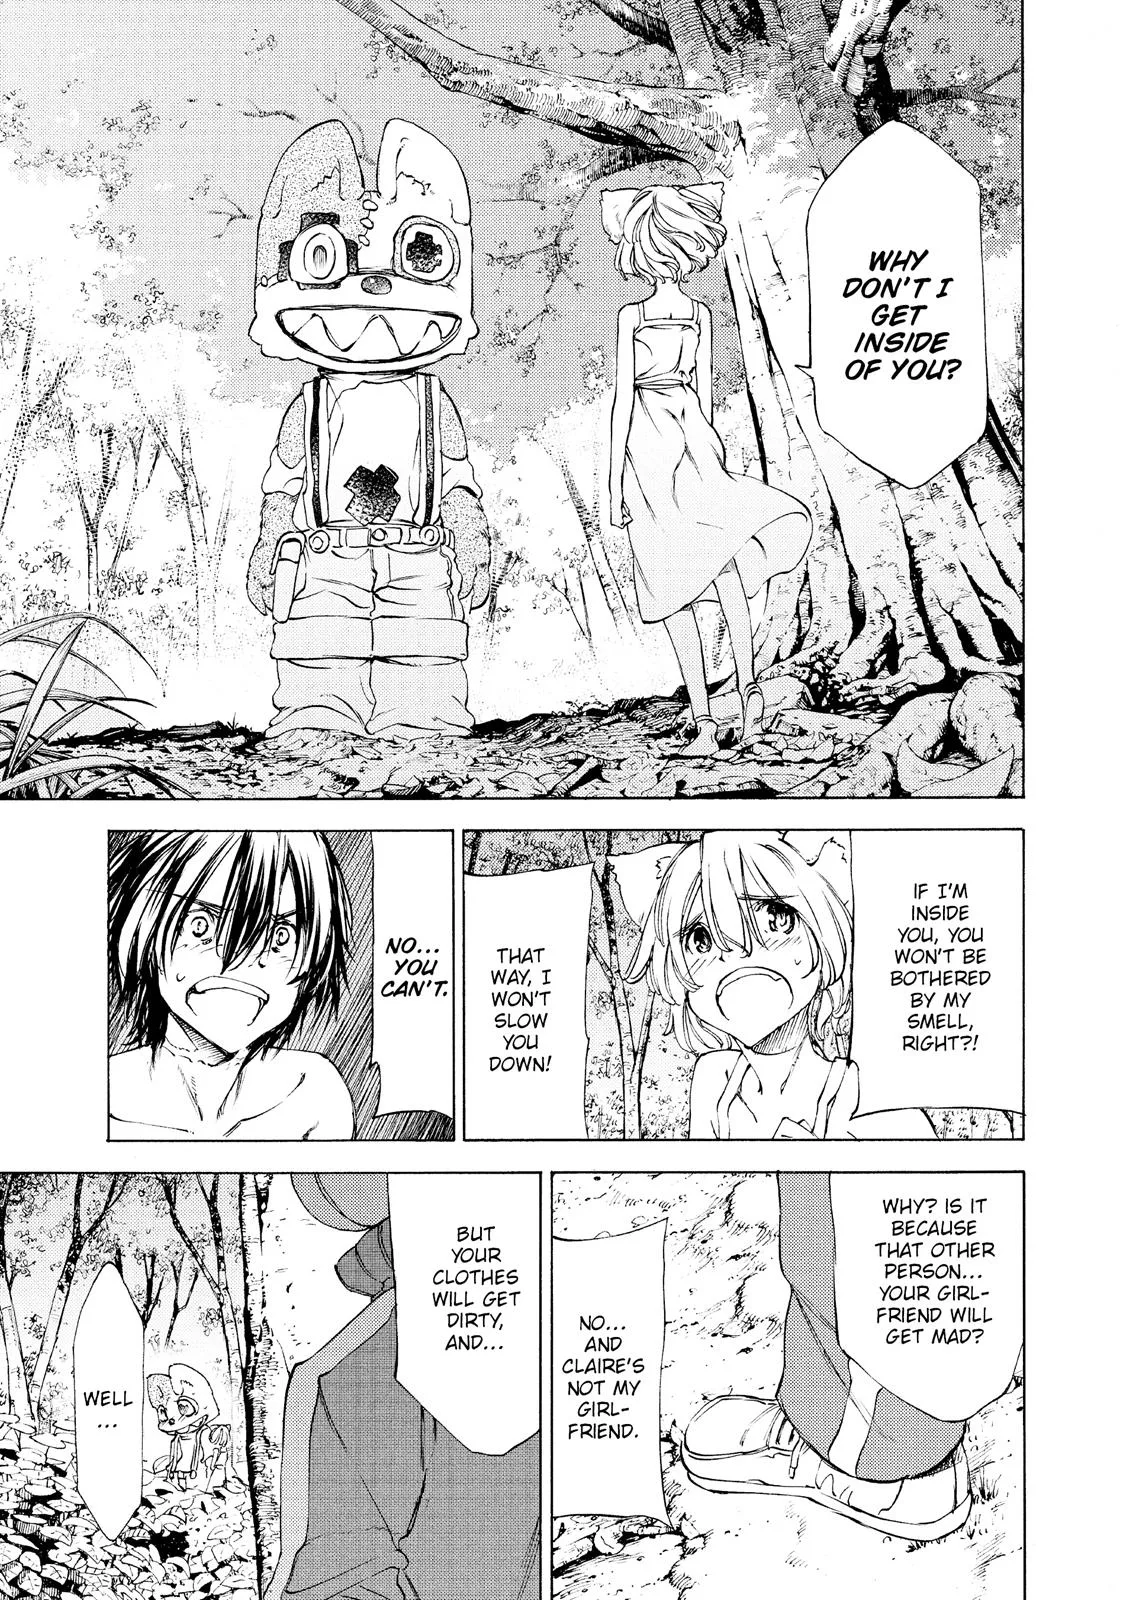 WHY
DON'T I
GET
INSIDE
OF YOU?
IF I'M
INSIDE
YOU, YOU
WON'T BE
BOTHERED
BY MY
SMELL,
RIGHT?!
THAT
WAY, I
WON'T
SLOW YOU
DOWN!
NO...
YOU
CAN'T.
WHY? IS IT
BECAUSE
THAT OTHER
PERSON...
YOUR GIRL-
FRIEND WILL
GET MAD?
NO...
AND
CLAIRE'S
NOT MY
GIRL-
FRIEND.
BUT
YOUR
CLOTHES
WILL GET
DIRTY,
AND...
WELL
...